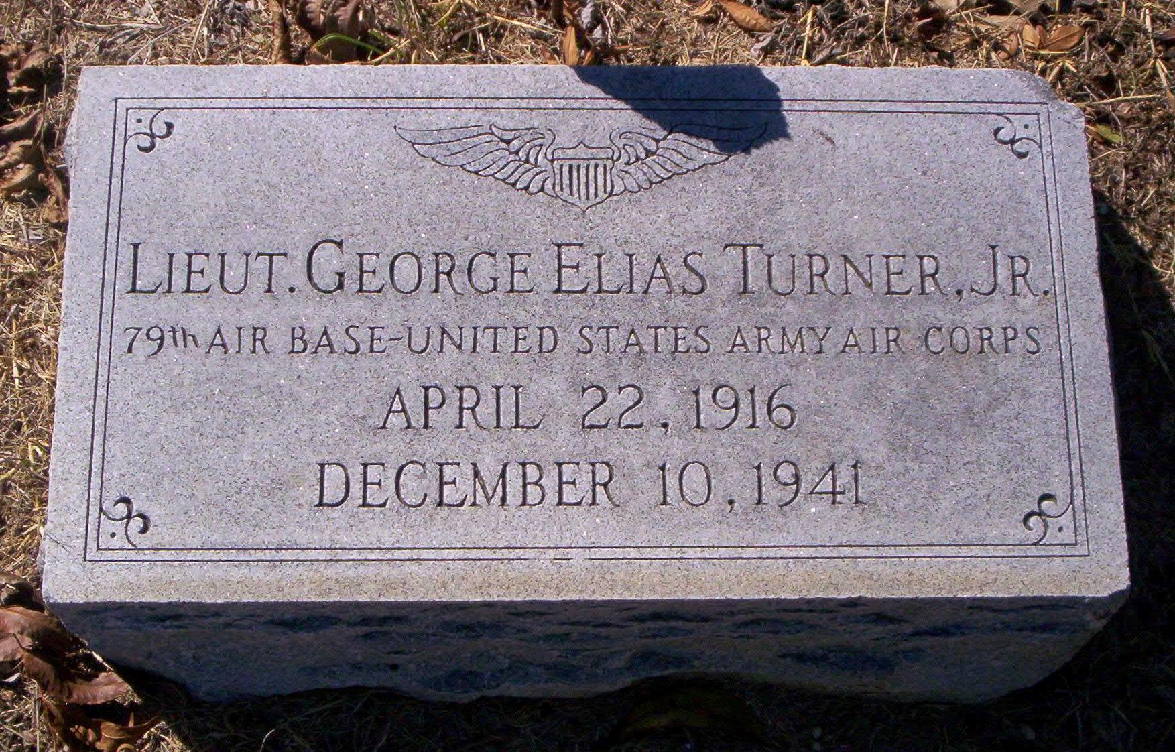 LIEUT. GEORGE ELIAS TURNER, JR.
79th AIR BASE-UNITED STATES ARMY AIR CORPS
APRIL 22, 1916
DECEMBER 10, 1941